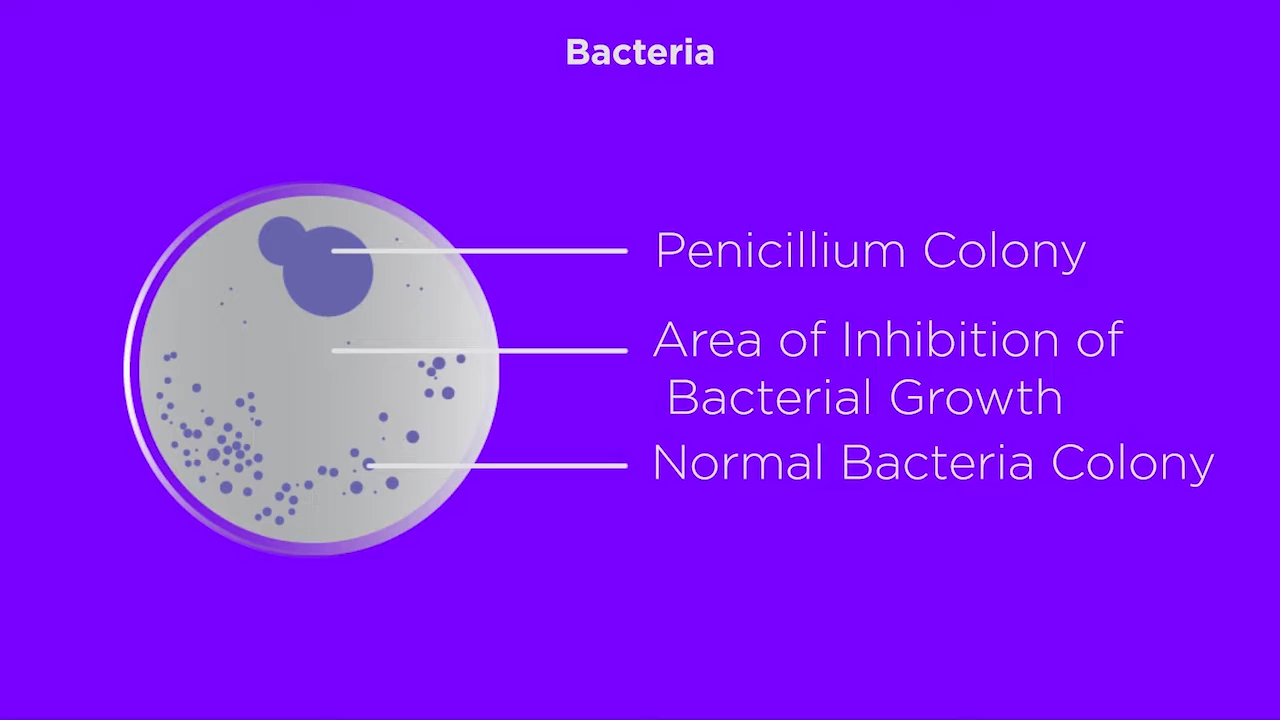 Bacteria
Penicillium Colony
Area of Inhibition of
Bacterial Growth
Normal Bacteria Colony